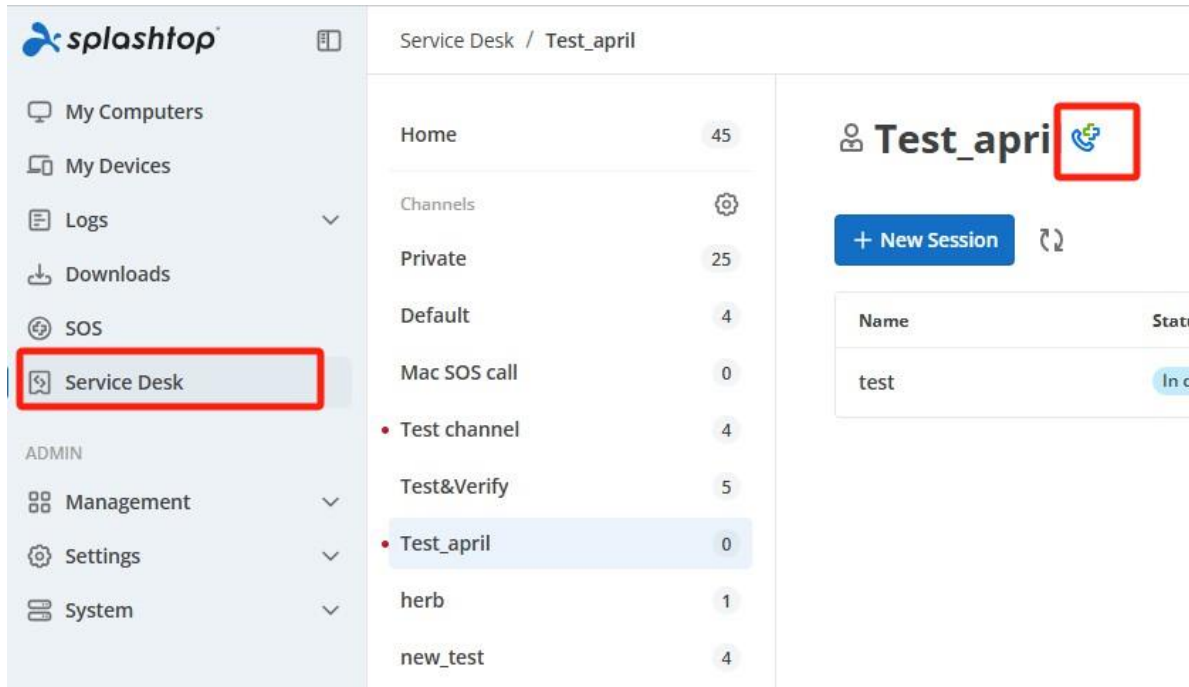 splashtop
My Computers
My Devices
Logs
Downloads
SOS
Service Desk
ADMIN
Management
Settings
System
Service Desk / Test_april
Home 45
Channels
Private 25
Default 4
Mac SOS call 0
Test channel 4
Test&Verify 5
Test_april 0
herb 1
new_test 4
Test_apri
+ New Session
Name
test In